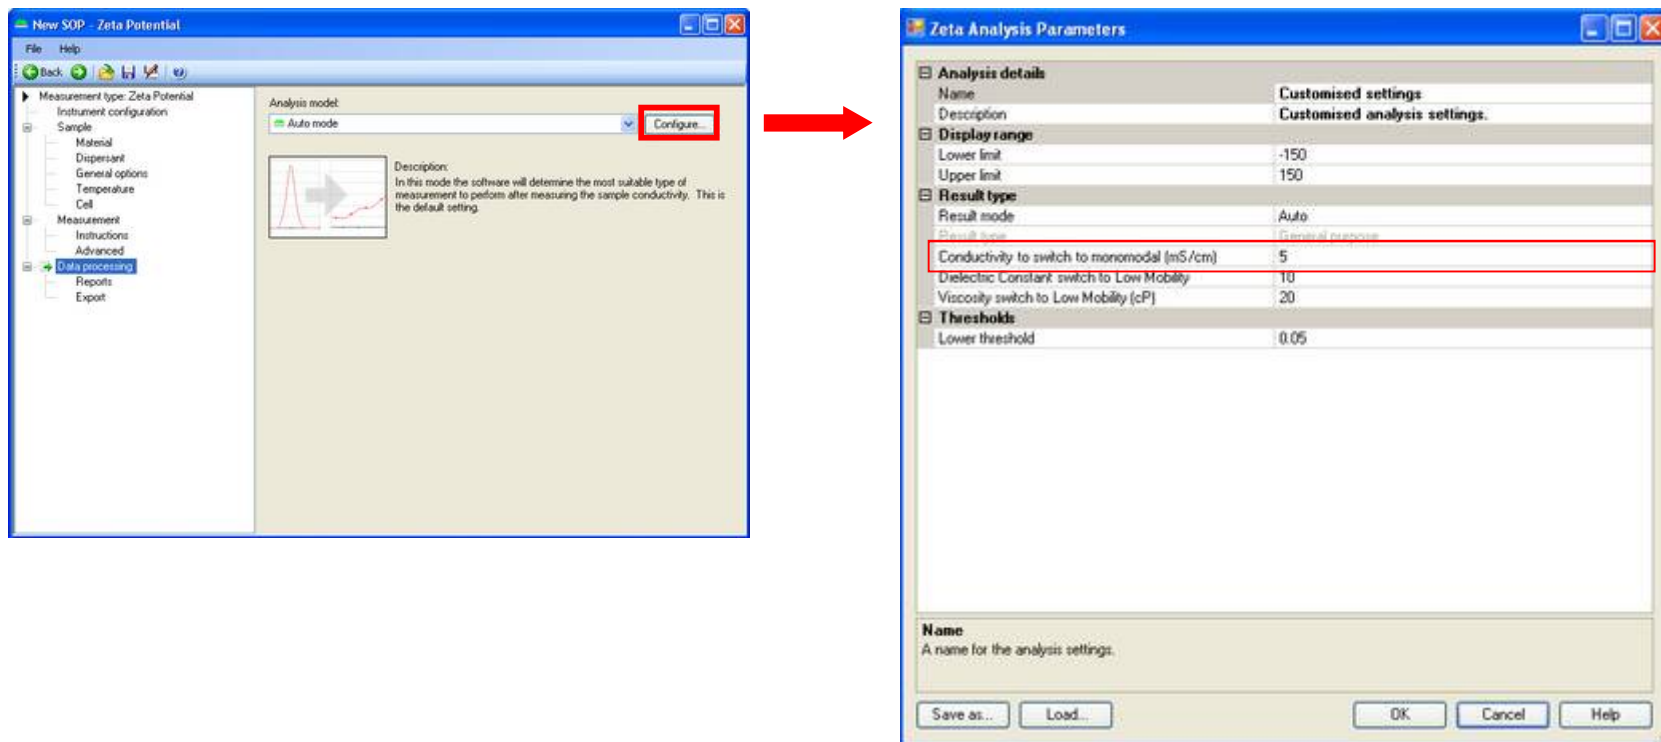 New SOP - Zeta Potential
File Help
Back
Measurement type: Zeta Potential
Instrument configuration
Sample
Material
Dispersant
General options
Temperature
Cell
Measurement
Instructions
Advanced
Data processing
Reports
Export
Analysis model:
Auto mode
Configure...
Description:
In this mode the software will determine the most suitable type of
measurement to perform after measuring the sample conductivity. This is
the default setting.
Zeta Analysis Parameters
Analysis details
Name Customised settings
Description Customised analysis settings.
Display range
Lower limit -150
Upper limit 150
Result type
Result mode Auto
Result type General purpose
Conductivity to switch to monomodal (mS/cm) 5
Dielectric Constant switch to Low Mobility 10
Viscosity switch to Low Mobility (cP) 20
Thresholds
Lower threshold 0.05
Name
A name for the analysis settings.
Save as... Load... OK Cancel Help